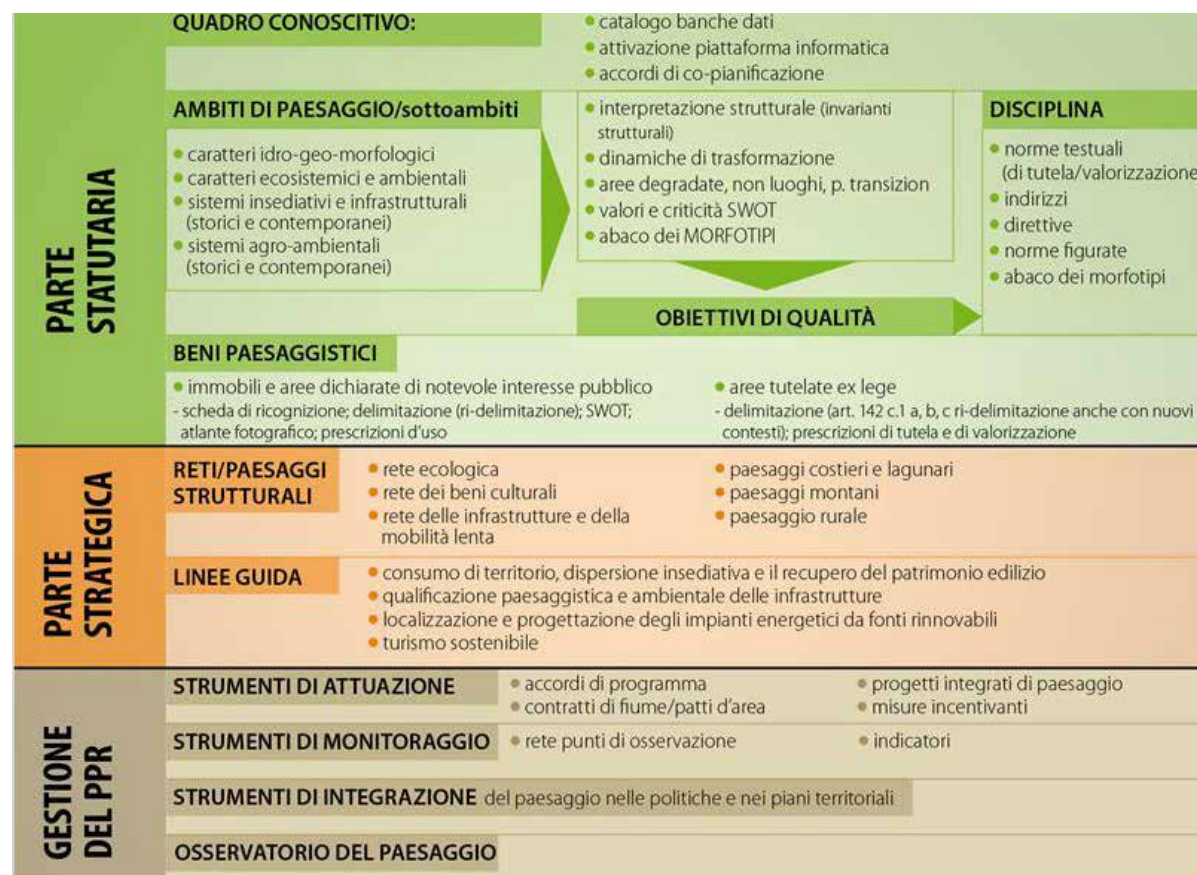 PARTE
STATUTARIA
QUADRO CONOSCITIVO:
• catalogo banche dati
• attivazione piattaforma informatica
• accordi di co-pianificazione
AMBITI DI PAESAGGIO/sottoambiti
• caratteri idro-geo-morfologici
• caratteri ecosistemici e ambientali
• sistemi insediativi e infrastrutturali
(storici e contemporanei)
• sistemi agro-ambientali
(storici e contemporanei)
• interpretazione strutturale (invarianti
strutturali)
• dinamiche di trasformazione
• aree degradate, non luoghi, p. transizion
• valori e criticità SWOT
• abaco dei MORFOTIPI
OBIETTIVI DI QUALITÀ
DISCIPLINA
• norme testuali
(di tutela/valorizzazione
• indirizzi
• direttive
• norme figurate
• abaco dei morfotipi
BENI PAESAGGISTICI
• immobili e aree dichiarate di notevole interesse pubblico
- scheda di ricognizione; delimitazione (ri-delimitazione); SWOT;
atlante fotografico; prescrizioni d'uso
• aree tutelate ex lege
- delimitazione (art. 142 c.1 a, b, c ri-delimitazione anche con nuovi
contesti); prescrizioni di tutela e di valorizzazione
PARTE
STRATEGICA
RETI/PAESAGGI
STRUTTURALI
• rete ecologica
• rete dei beni culturali
• rete delle infrastrutture e della
mobilità lenta
• paesaggi costieri e lagunari
• paesaggi montani
• paesaggio rurale
LINEE GUIDA
• consumo di territorio, dispersione insediativa e il recupero del patrimonio edilizio
• qualificazione paesaggistica e ambientale delle infrastrutture
• localizzazione e progettazione degli impianti energetici da fonti rinnovabili
• turismo sostenibile
GESTIONE
DEL PPR
STRUMENTI DI ATTUAZIONE
• accordi di programma
• contratti di fiume/patti d'area
• progetti integrati di paesaggio
• misure incentivanti
STRUMENTI DI MONITORAGGIO
• rete punti di osservazione
• indicatori
STRUMENTI DI INTEGRAZIONE del paesaggio nelle politiche e nei piani territoriali
OSSERVATORIO DEL PAESAGGIO